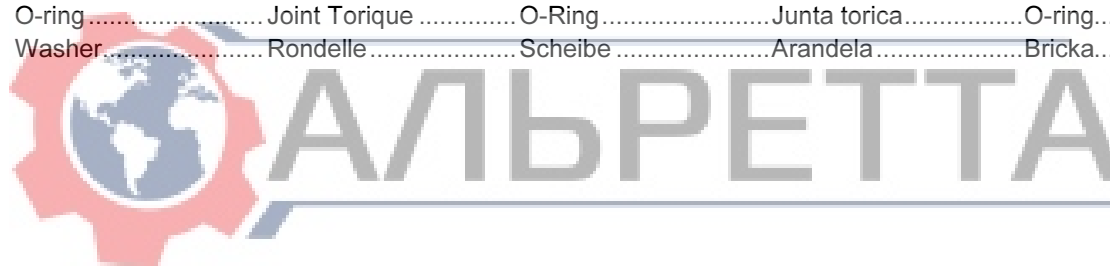 O-ring.............................Joint Torique.............O-Ring.........................Junta torica..................O-ring..
Washer........................Rondelle......................Scheibe........................Arandela......................Bricka..
АЛЬРЕТТА